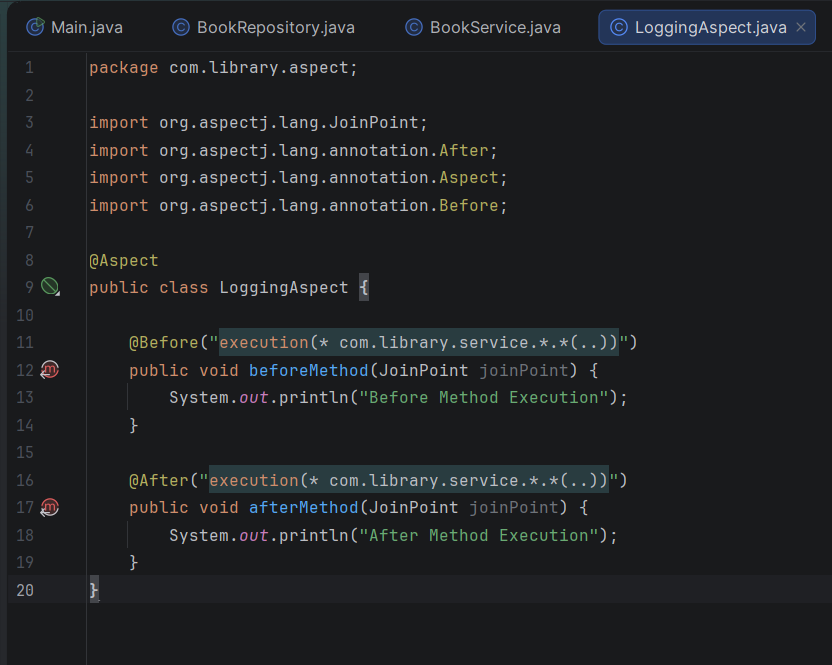 Main.java BookRepository.java BookService.java LoggingAspect.java
1 package com.library.aspect;
2
3 import org.aspectj.lang.JoinPoint;
4 import org.aspectj.lang.annotation.After;
5 import org.aspectj.lang.annotation.Aspect;
6 import org.aspectj.lang.annotation.Before;
7
8 @Aspect
9 public class LoggingAspect {
10
11     @Before("execution(* com.library.service.*.*(..))")
12     public void beforeMethod(JoinPoint joinPoint) {
13         System.out.println("Before Method Execution");
14     }
15
16     @After("execution(* com.library.service.*.*(..))")
17     public void afterMethod(JoinPoint joinPoint) {
18         System.out.println("After Method Execution");
19     }
20 }